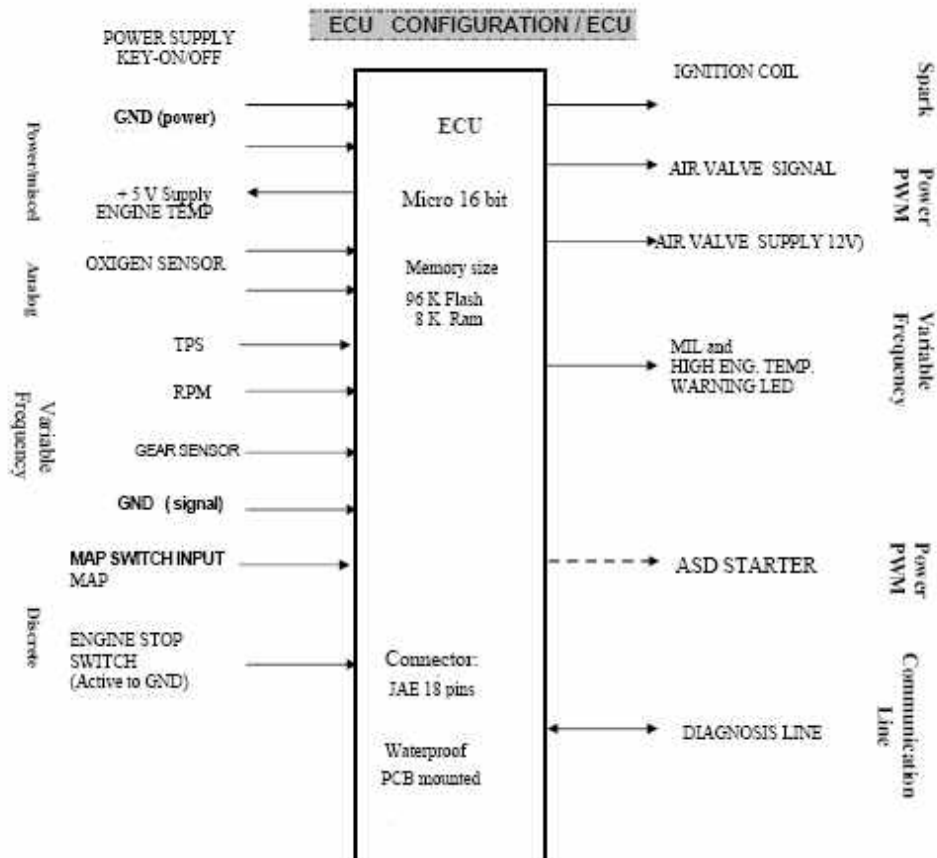 ECU CONFIGURATION / ECU
POWER SUPPLY
KEY-ON/OFF
GND (power)
+ 5 V Supply
ENGINE TEMP
OXIGEN SENSOR
TPS
RPM
GEAR SENSOR
GND ( signal)
MAP SWITCH INPUT
MAP
ENGINE STOP
SWITCH
(Active to GND)
Power/miscel
Analog
Variable
Frequency
Discrete
ECU
Micro 16 bit
Memory size
96 K Flash
8 K. Ram
Connector:
JAE 18 pins
Waterproof
PCB mounted
IGNITION COIL
AIR VALVE SIGNAL
AIR VALVE SUPPLY 12V)
MIL and
HIGH ENG. TEMP.
WARNING LED
ASD STARTER
DIAGNOSIS LINE
Spark
Power
PWM
Variable
Frequency
Power
PWM
Communication
Line